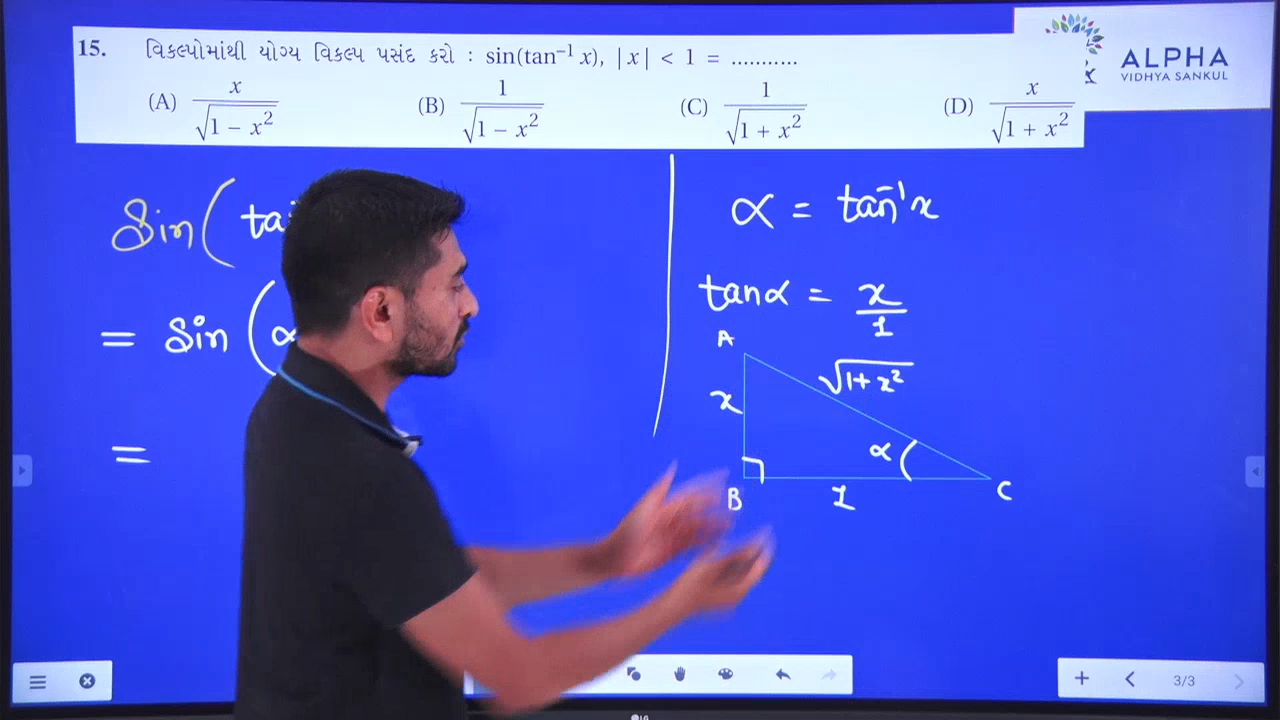 15. વિકલ્પોમાંથી યોગ્ય વિકલ્પ પસંદ કરો : sin(tan⁻¹ x), |x| < 1 = ...........
(A) x/√(1 − x²) (B) 1/√(1 − x²) (C) 1/√(1 + x²) (D) x/√(1 + x²)
ALPHA
VIDHYA SANKUL
Sin( ta
= Sin (α
=
α = tan⁻¹x
tanα = x/1
A
√1+x²
x
α
B 1 C
3/3
LG